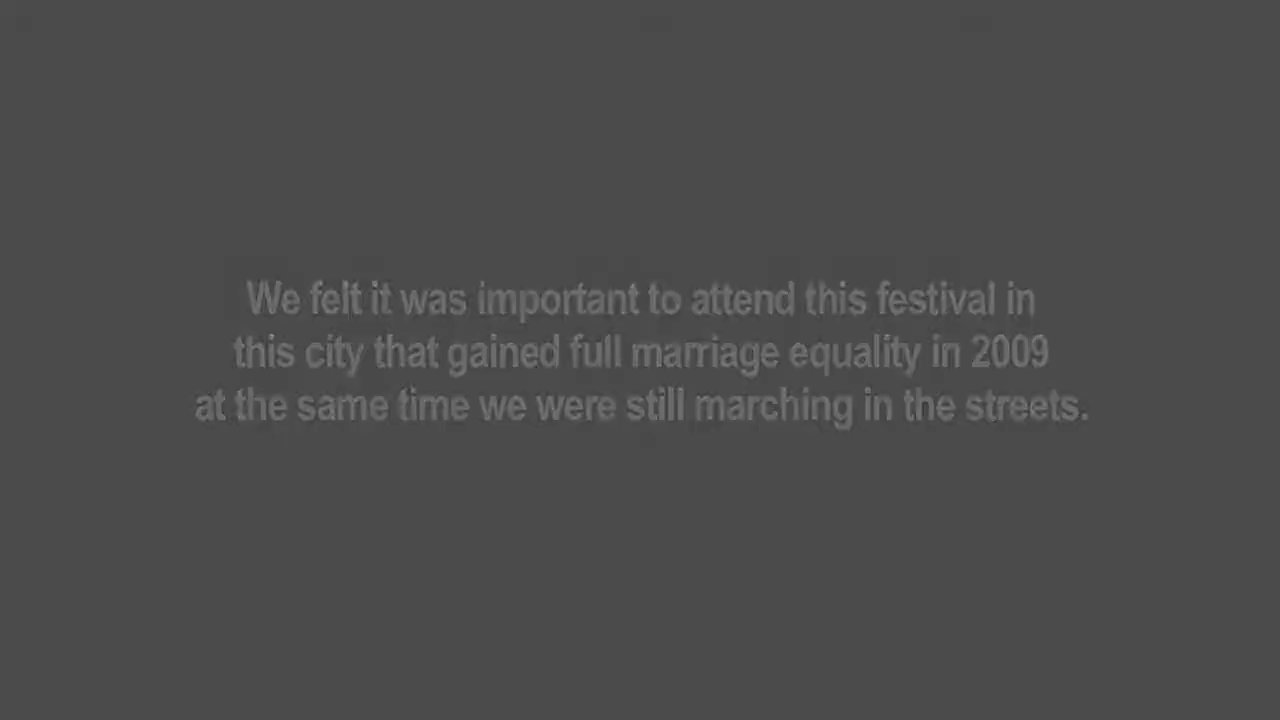 We felt it was important to attend this festival in
this city that gained full marriage equality in 2009
at the same time we were still marching in the streets.